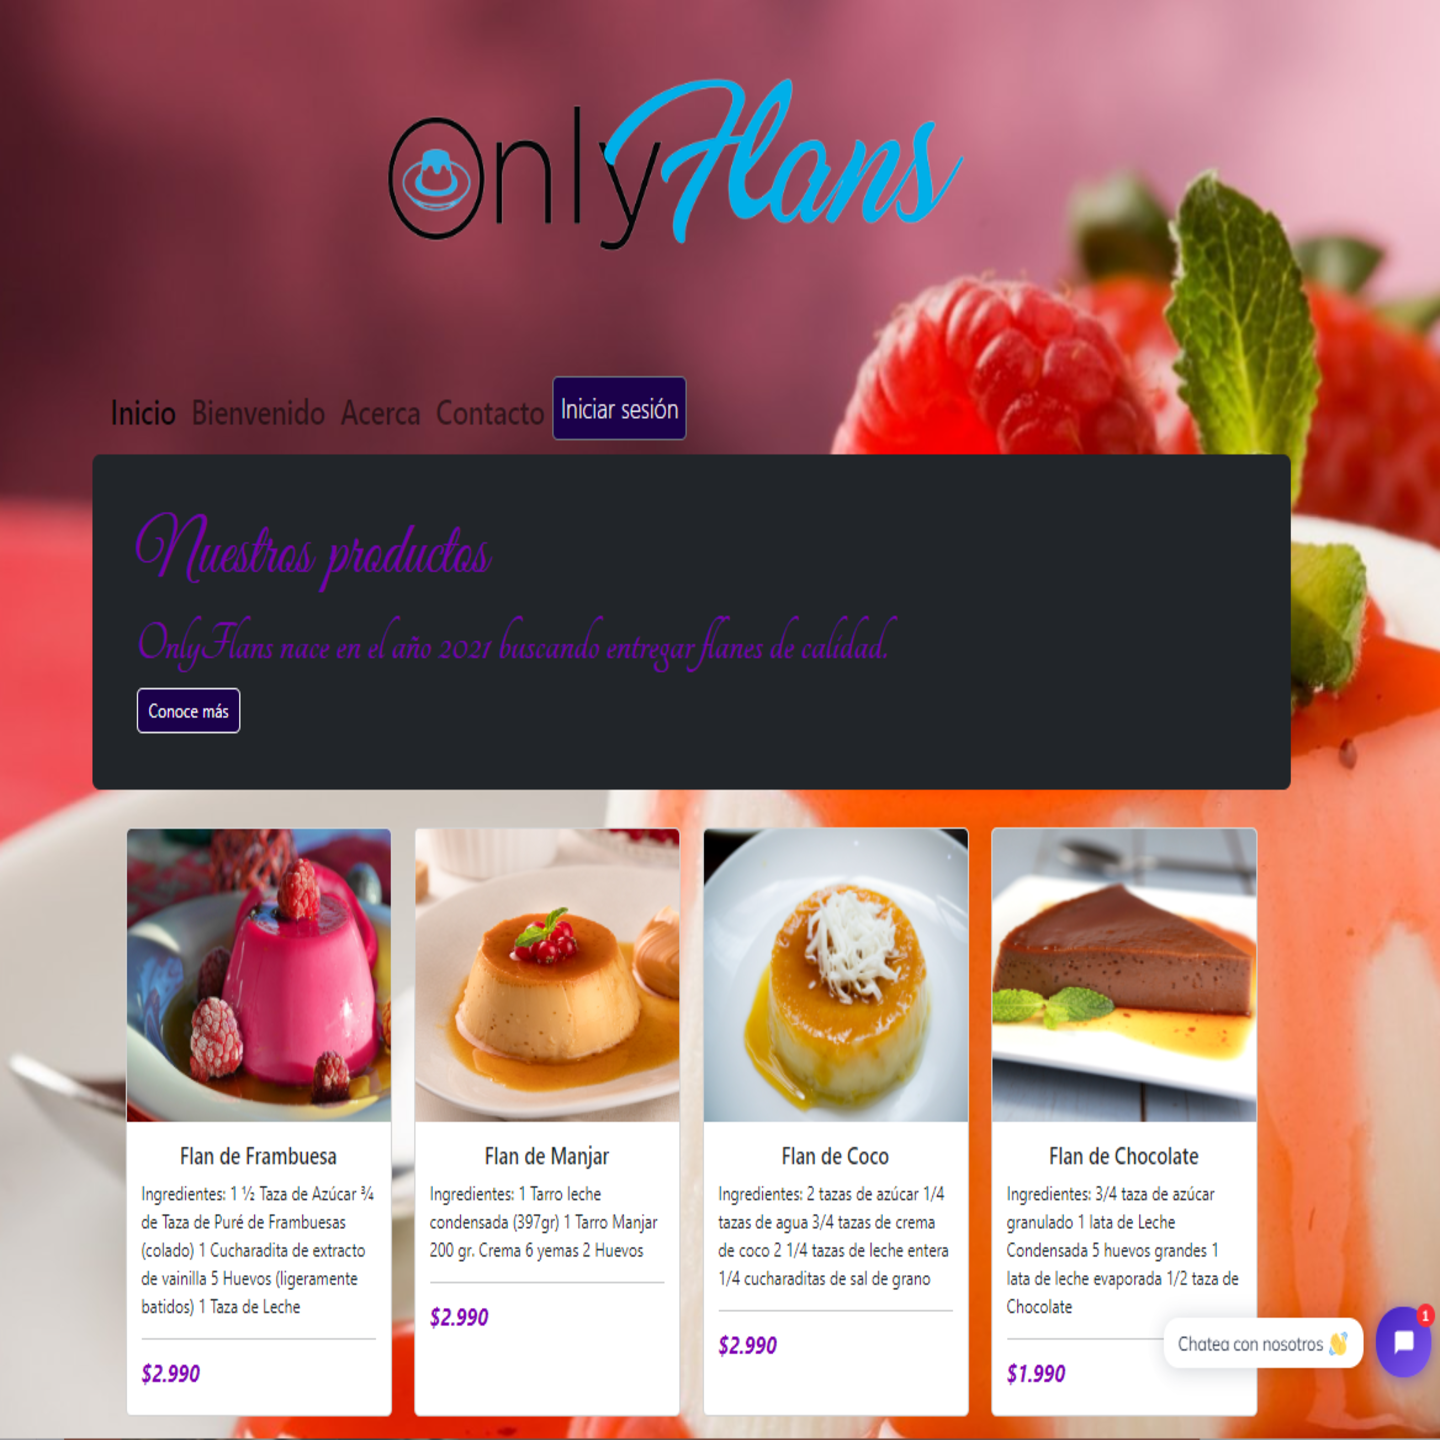 OnlyFlans
Inicio Bienvenido Acerca Contacto Iniciar sesión
Nuestros productos
OnlyFlans nace en el año 2021 buscando entregar flanes de calidad.
Conoce más
Flan de Frambuesa
Ingredientes: 1 ½ Taza de Azúcar ¾
de Taza de Puré de Frambuesas
(colado) 1 Cucharadita de extracto
de vainilla 5 Huevos (ligeramente
batidos) 1 Taza de Leche
$2.990
Flan de Manjar
Ingredientes: 1 Tarro leche
condensada (397gr) 1 Tarro Manjar
200 gr. Crema 6 yemas 2 Huevos
$2.990
Flan de Coco
Ingredientes: 2 tazas de azúcar 1/4
tazas de agua 3/4 tazas de crema
de coco 2 1/4 tazas de leche entera
1/4 cucharaditas de sal de grano
$2.990
Flan de Chocolate
Ingredientes: 3/4 taza de azúcar
granulado 1 lata de Leche
Condensada 5 huevos grandes 1
lata de leche evaporada 1/2 taza de
Chocolate
$1.990
Chatea con nosotros 👋
1